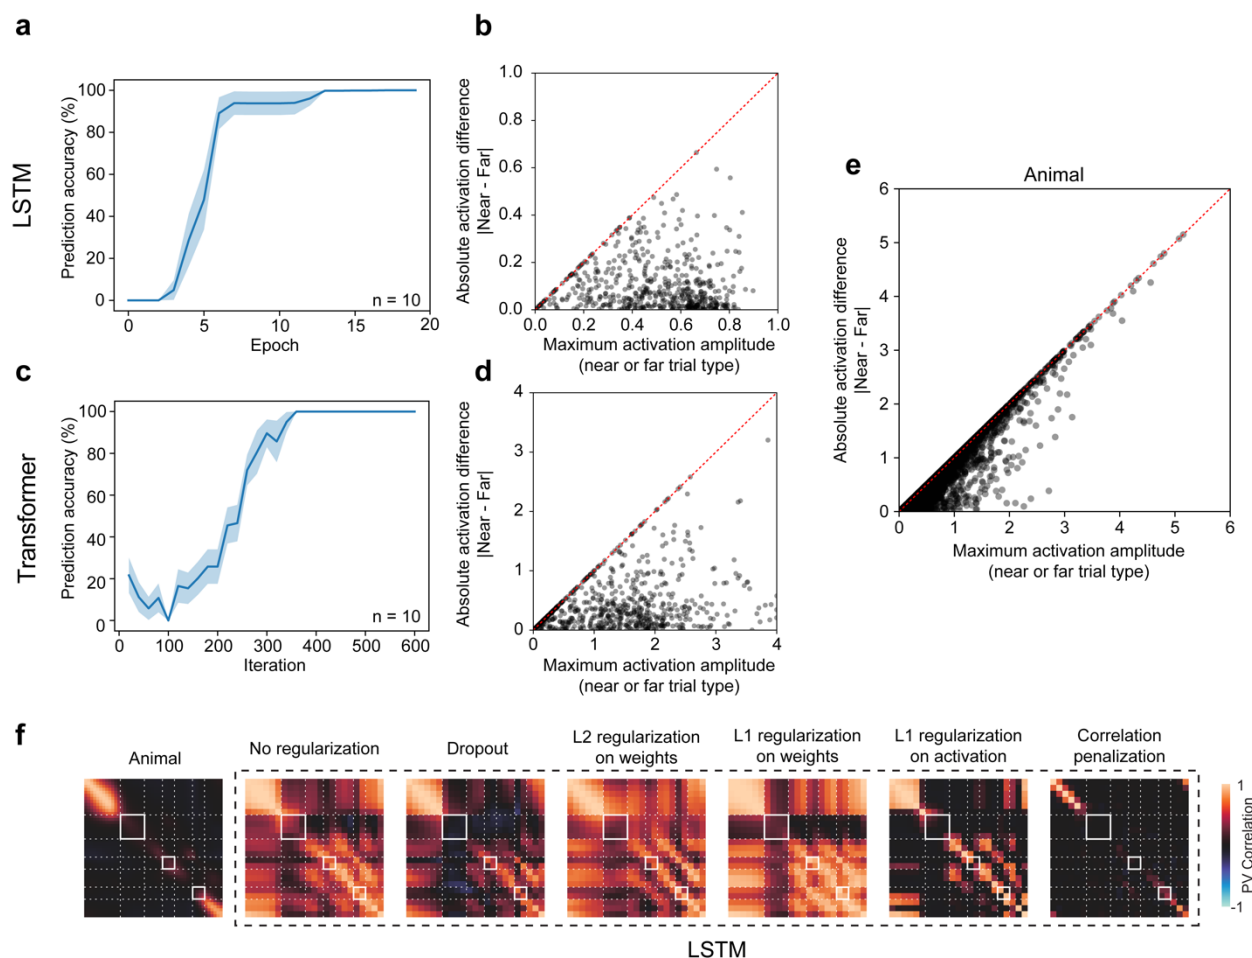 a
LSTM
Prediction accuracy (%)
100
80
60
40
20
0
0
5
10
15
20
n = 10
Epoch
b
Absolute activation difference
|Near - Far|
1.0
0.8
0.6
0.4
0.2
0.0
0.0
0.2
0.4
0.6
0.8
1.0
Maximum activation amplitude
(near or far trial type)
c
Transformer
Prediction accuracy (%)
100
80
60
40
20
0
0
100
200
300
400
500
600
n = 10
Iteration
d
Absolute activation difference
|Near - Far|
4
3
2
1
0
0
1
2
3
4
Maximum activation amplitude
(near or far trial type)
e
Animal
Absolute activation difference
|Near - Far|
6
5
4
3
2
1
0
0
1
2
3
4
5
6
Maximum activation amplitude
(near or far trial type)
f
Animal
No regularization
Dropout
L2 regularization
on weights
L1 regularization
on weights
L1 regularization
on activation
Correlation
penalization
1
PV Correlation
-1
LSTM